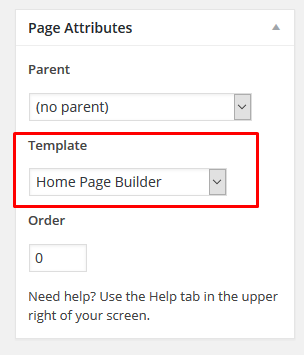 Page Attributes
Parent
(no parent)
Template
Home Page Builder
Order
0
Need help? Use the Help tab in the upper
right of your screen.